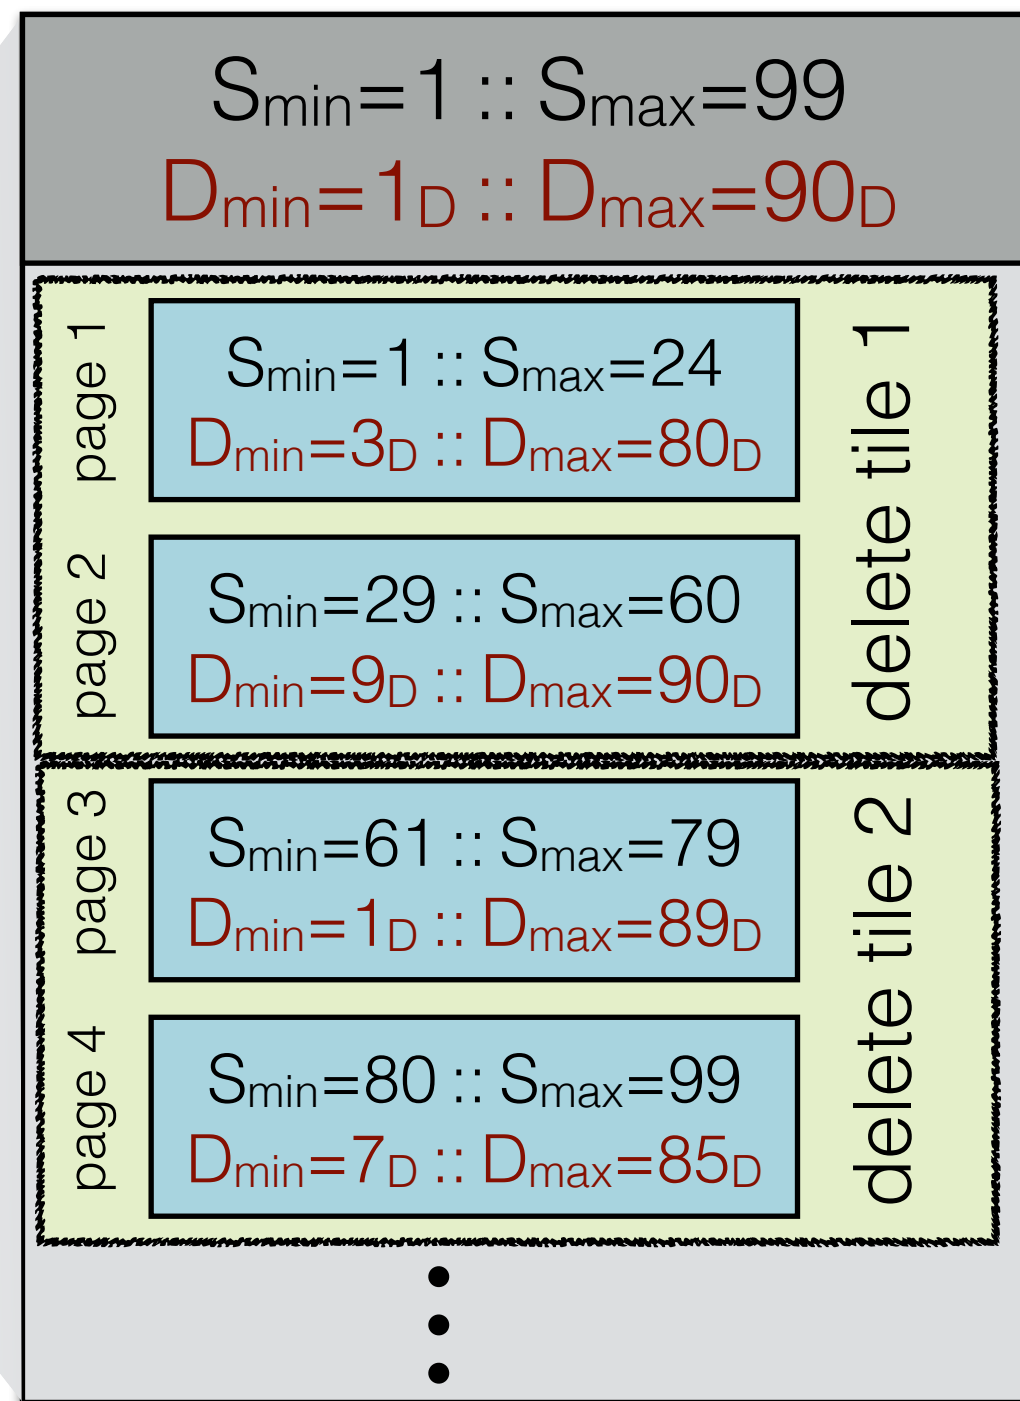 Smin=1 :: Smax=99
Dmin=1D :: Dmax=90D
delete tile 1
page 1
Smin=1 :: Smax=24
Dmin=3D :: Dmax=80D
page 2
Smin=29 :: Smax=60
Dmin=9D :: Dmax=90D
delete tile 2
page 3
Smin=61 :: Smax=79
Dmin=1D :: Dmax=89D
page 4
Smin=80 :: Smax=99
Dmin=7D :: Dmax=85D